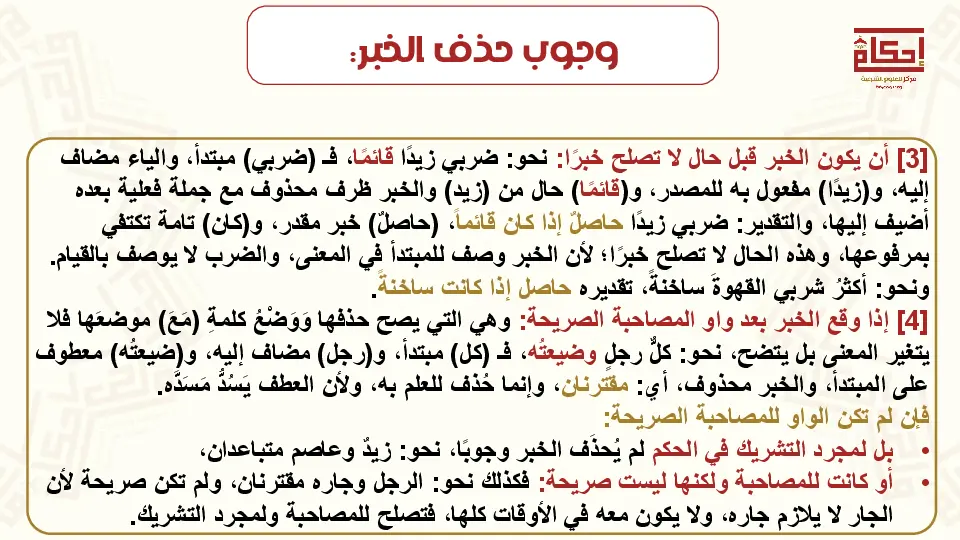 وجوب حذف الخبر:
إحكام
مركز للعلوم الشرعية
[3] أن يكون الخبر قبل حال لا تصلح خبرًا: نحو: ضربي زيدًا قائمًا، فـ (ضربي) مبتدأ، والياء مضاف
إليه، و(زيدًا) مفعول به للمصدر، و(قائمًا) حال من (زيد) والخبر ظرف محذوف مع جملة فعلية بعده
أضيف إليها، والتقدير: ضربي زيدًا حاصلٌ إذا كان قائماً، (حاصلٌ) خبر مقدر، و(كان) تامة تكتفي
بمرفوعها، وهذه الحال لا تصلح خبرًا؛ لأن الخبر وصف للمبتدأ في المعنى، والضرب لا يوصف بالقيام.
ونحو: أكثرُ شربي القهوةَ ساخنةً، تقديره حاصل إذا كانت ساخنةً.
[4] إذا وقع الخبر بعد واو المصاحبة الصريحة: وهي التي يصح حذفها وَوَضْعُ كلمةِ (مَعَ) موضعَها فلا
يتغير المعنى بل يتضح، نحو: كلُّ رجلٍ وضيعتُه، فـ (كل) مبتدأ، و(رجل) مضاف إليه، و(ضيعتُه) معطوف
على المبتدأ، والخبر محذوف، أي: مقترنان، وإنما حُذف للعلم به، ولأن العطف يَسْدُّ مَسَدَّه.
فإن لم تكن الواو للمصاحبة الصريحة:
• بل لمجرد التشريك في الحكم لم يُحذَف الخبر وجوبًا، نحو: زيدٌ وعاصم متباعدان،
• أو كانت للمصاحبة ولكنها ليست صريحة: فكذلك نحو: الرجل وجاره مقترنان، ولم تكن صريحة لأن
الجار لا يلازم جاره، ولا يكون معه في الأوقات كلها، فتصلح للمصاحبة ولمجرد التشريك.